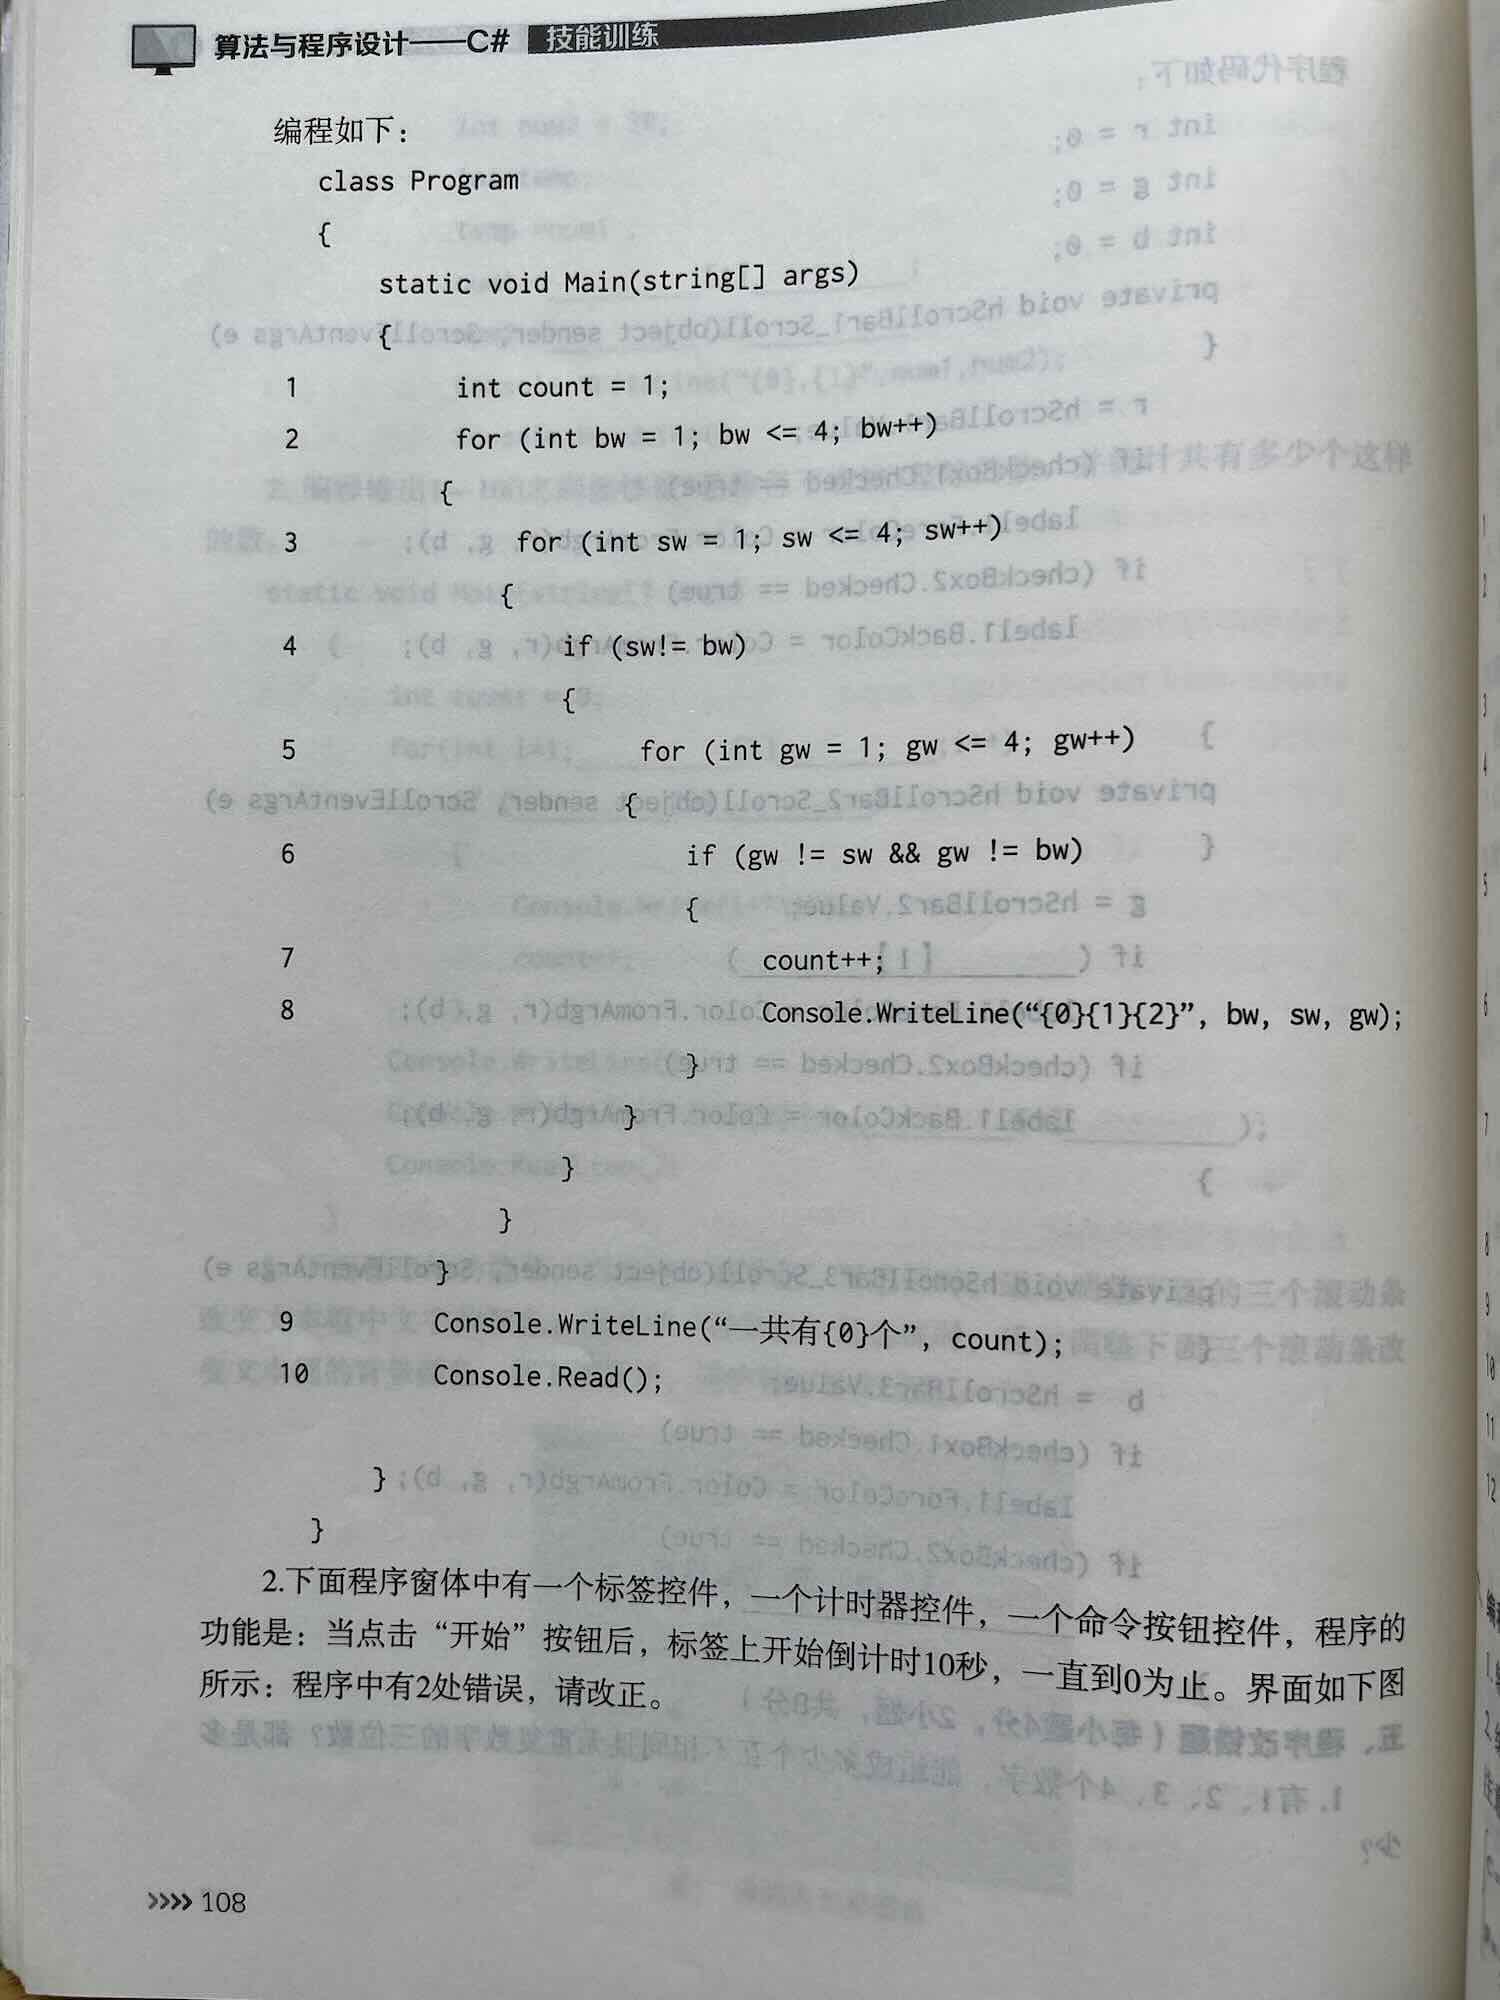 算法与程序设计——C# 技能训练
编程如下：
class Program
{
static void Main(string[] args)
{
1 int count = 1;
2 for (int bw = 1; bw <= 4; bw++)
{
3 for (int sw = 1; sw <= 4; sw++)
{
4 if (sw!= bw)
{
5 for (int gw = 1; gw <= 4; gw++)
{
6 if (gw != sw && gw != bw)
{
7 count++;
8 Console.WriteLine(“{0}{1}{2}”, bw, sw, gw);
}
}
}
}
}
9 Console.WriteLine(“一共有{0}个”, count);
10 Console.Read();
}
}
2.下面程序窗体中有一个标签控件，一个计时器控件，一个命令按钮控件，程序的
功能是：当点击“开始”按钮后，标签上开始倒计时10秒，一直到0为止。界面如下图
所示：程序中有2处错误，请改正。
>>>> 108